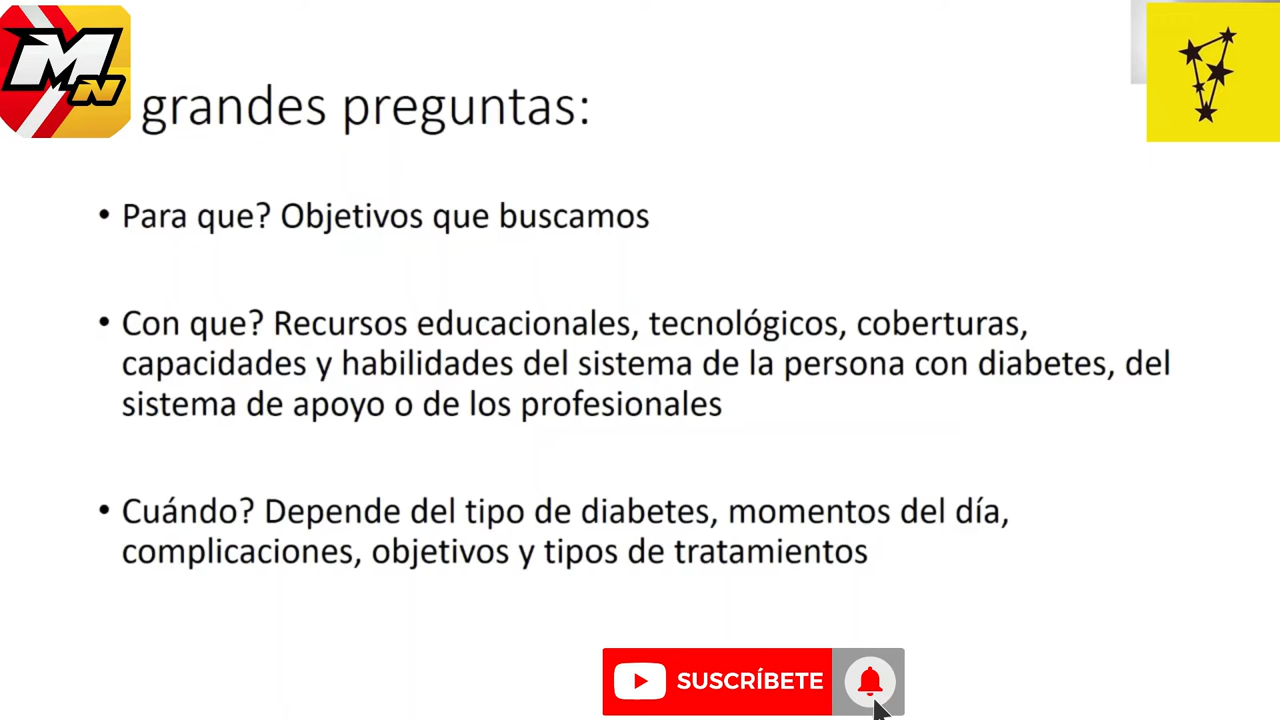 MN
grandes preguntas:
• Para que? Objetivos que buscamos
• Con que? Recursos educacionales, tecnológicos, coberturas,
capacidades y habilidades del sistema de la persona con diabetes, del
sistema de apoyo o de los profesionales
• Cuándo? Depende del tipo de diabetes, momentos del día,
complicaciones, objetivos y tipos de tratamientos
SUSCRÍBETE